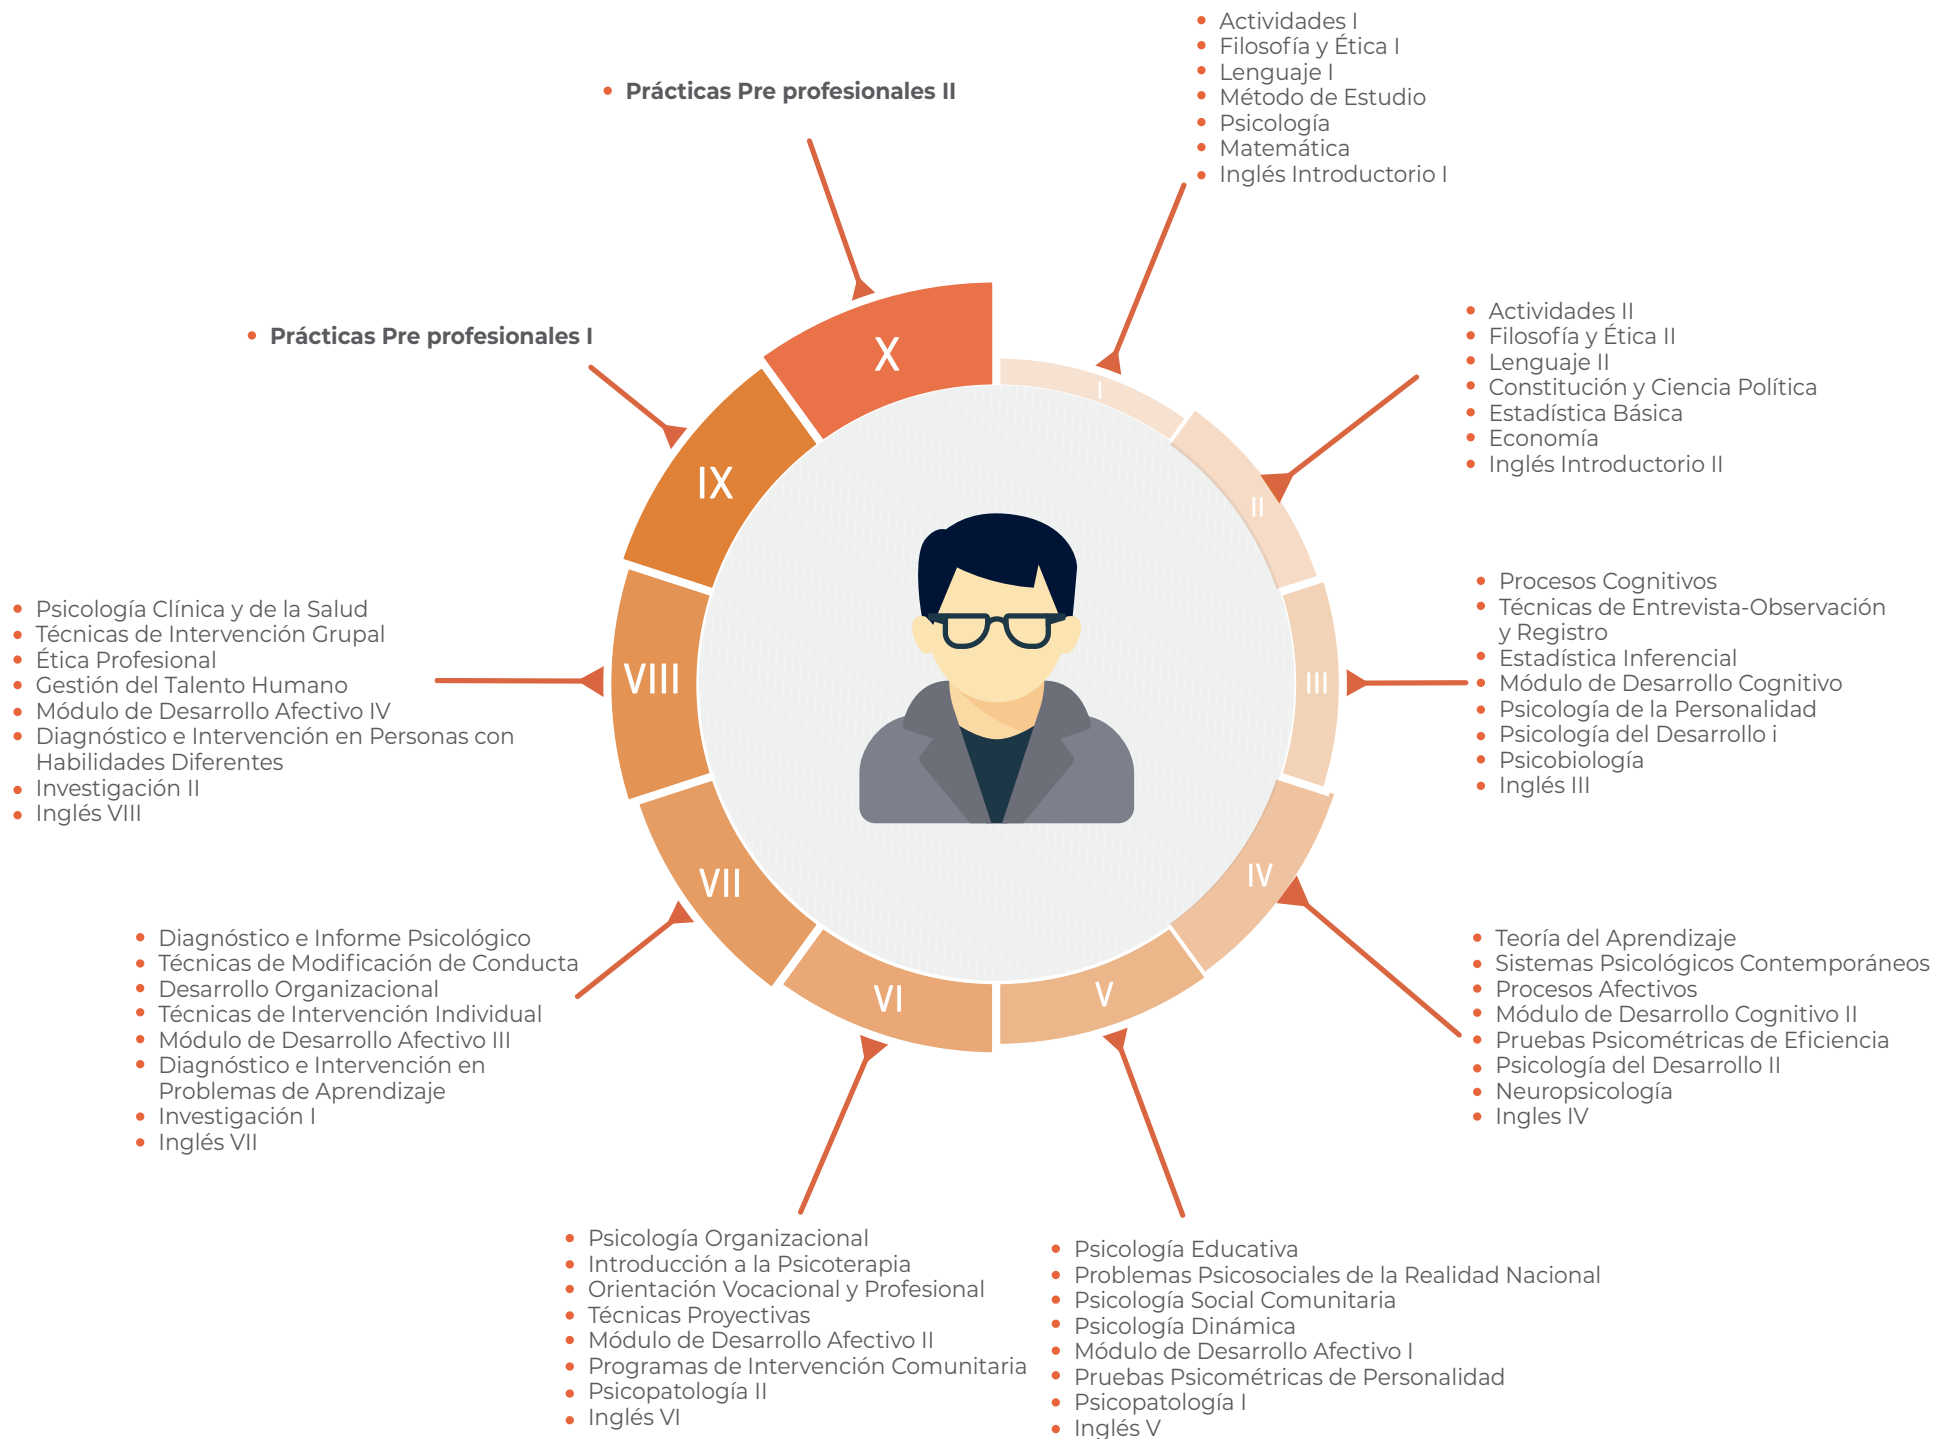 Actividades I
Filosofía y Ética I
Lenguaje I
Método de Estudio
Psicología
Matemática
Inglés Introductorio I
Actividades II
Filosofía y Ética II
Lenguaje II
Constitución y Ciencia Política
Estadística Básica
Economía
Inglés Introductorio II
Procesos Cognitivos
Técnicas de Entrevista-Observación
y Registro
Estadística Inferencial
Módulo de Desarrollo Cognitivo
Psicología de la Personalidad
Psicología del Desarrollo i
Psicobiología
Inglés III
Teoría del Aprendizaje
Sistemas Psicológicos Contemporáneos
Procesos Afectivos
Módulo de Desarrollo Cognitivo II
Pruebas Psicométricas de Eficiencia
Psicología del Desarrollo II
Neuropsicología
Ingles IV
Psicología Educativa
Problemas Psicosociales de la Realidad Nacional
Psicología Social Comunitaria
Psicología Dinámica
Módulo de Desarrollo Afectivo I
Pruebas Psicométricas de Personalidad
Psicopatología I
Inglés V
Psicología Organizacional
Introducción a la Psicoterapia
Orientación Vocacional y Profesional
Técnicas Proyectivas
Módulo de Desarrollo Afectivo II
Programas de Intervención Comunitaria
Psicopatología II
Inglés VI
Diagnóstico e Informe Psicológico
Técnicas de Modificación de Conducta
Desarrollo Organizacional
Técnicas de Intervención Individual
Módulo de Desarrollo Afectivo III
Diagnóstico e Intervención en
Problemas de Aprendizaje
Investigación I
Inglés VII
Psicología Clínica y de la Salud
Técnicas de Intervención Grupal
Ética Profesional
Gestión del Talento Humano
Módulo de Desarrollo Afectivo IV
Diagnóstico e Intervención en Personas con
Habilidades Diferentes
Investigación II
Inglés VIII
Prácticas Pre profesionales I
Prácticas Pre profesionales II
I
II
III
IV
V
VI
VII
VIII
IX
X